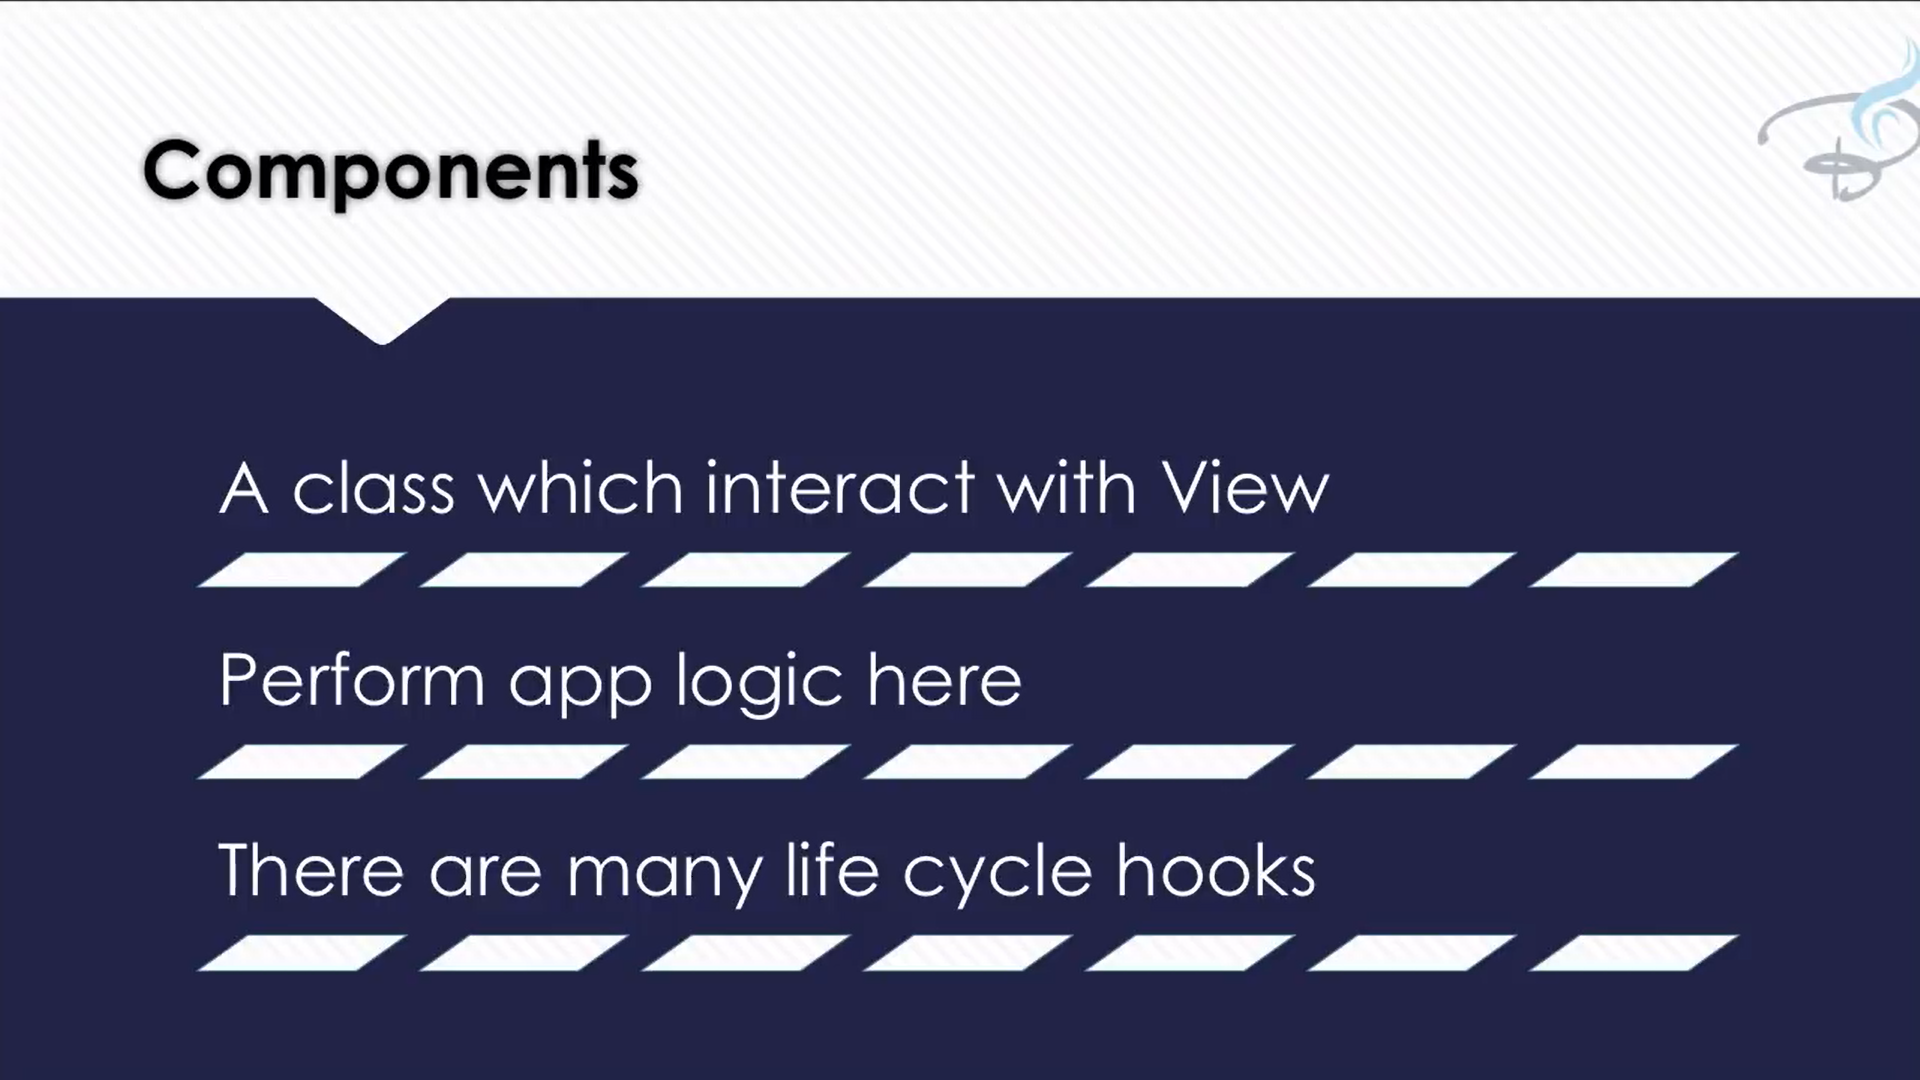 Components
A class which interact with View
Perform app logic here
There are many life cycle hooks